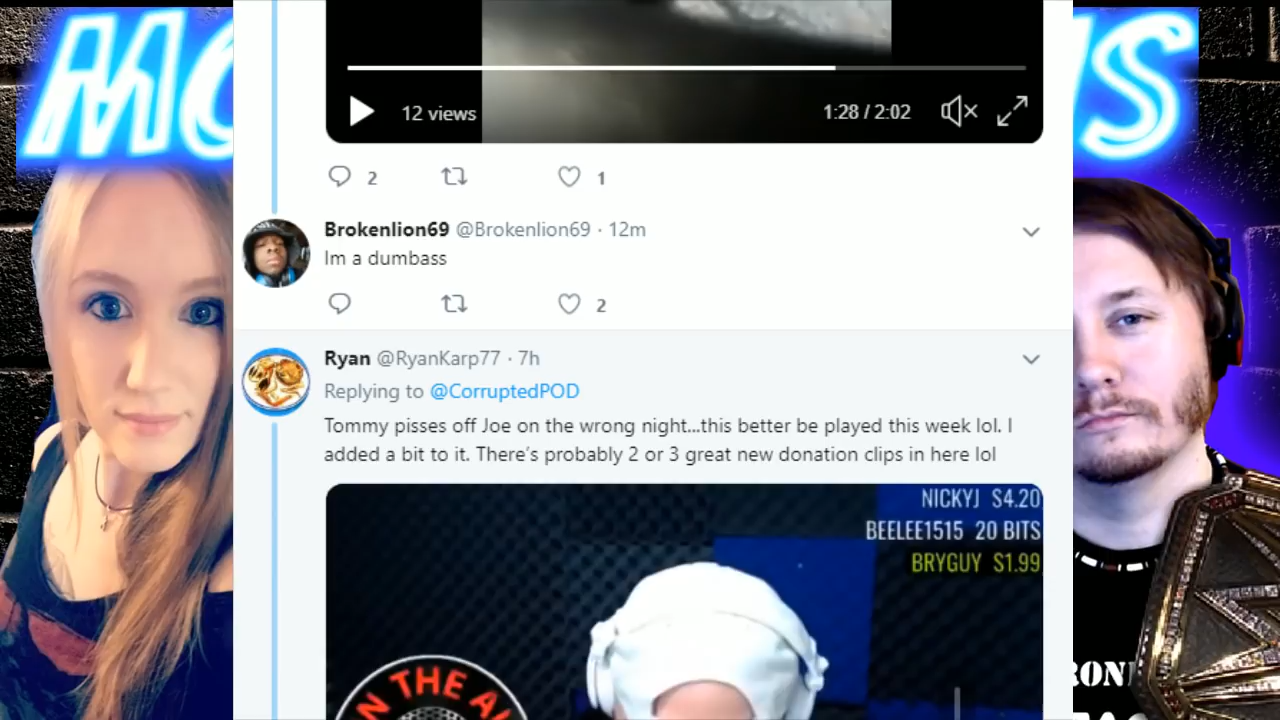 MO
S
12 views
1:28 / 2:02
2
1
Brokenlion69 @Brokenlion69 · 12m
Im a dumbass
2
Ryan @RyanKarp77 · 7h
Replying to @CorruptedPOD
Tommy pisses off Joe on the wrong night...this better be played this week lol. I
added a bit to it. There's probably 2 or 3 great new donation clips in here lol
NICKYJ $4.20
BEELEE1515 20 BITS
BRYGUY $1.99
N THE A
RON